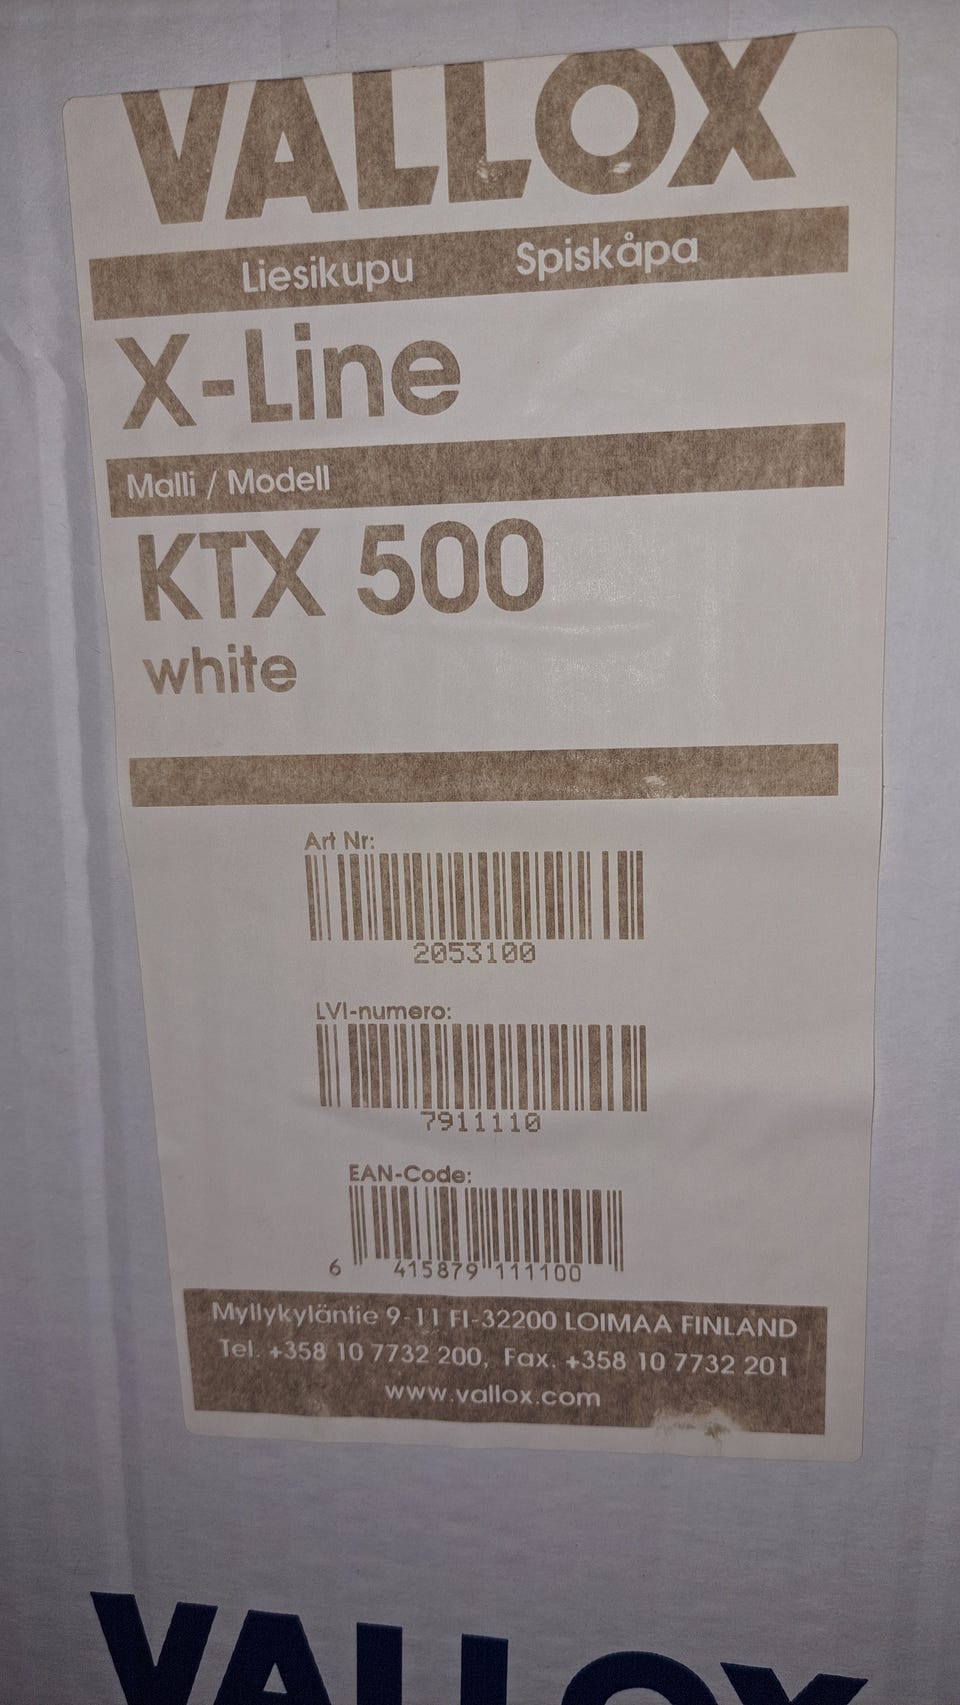 VALLOX
Liesikupu Spiskåpa
X-Line
Malli / Modell
KTX 500
white
Art Nr:
2053100
LVI-numero:
7911110
EAN-Code:
6 415879 111100
Myllykyläntie 9-11 FI-32200 LOIMAA FINLAND
Tel. +358 10 7732 200, Fax. +358 10 7732 201
www.vallox.com
VALLOX